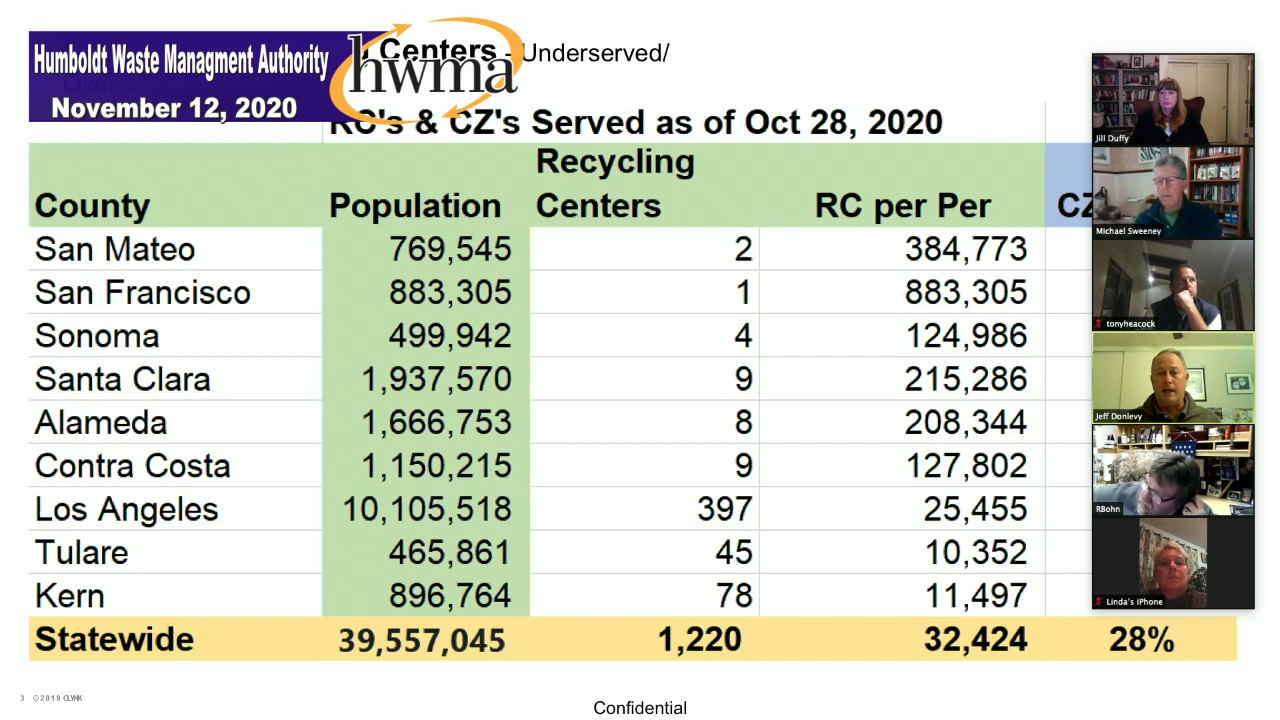 Humboldt Waste Managment Authority
November 12, 2020
hwma
Centers - Underserved/
RC's & CZ's Served as of Oct 28, 2020
County Population Recycling Centers RC per Per CZ
San Mateo 769,545 2 384,773
San Francisco 883,305 1 883,305
Sonoma 499,942 4 124,986
Santa Clara 1,937,570 9 215,286
Alameda 1,666,753 8 208,344
Contra Costa 1,150,215 9 127,802
Los Angeles 10,105,518 397 25,455
Tulare 465,861 45 10,352
Kern 896,764 78 11,497
Statewide 39,557,045 1,220 32,424 28%
3 © 2019 CLYNK
Confidential
Jill Duffy
Michael Sweeney
tonyheacock
Jeff Donlevy
RBohn
Linda's iPhone